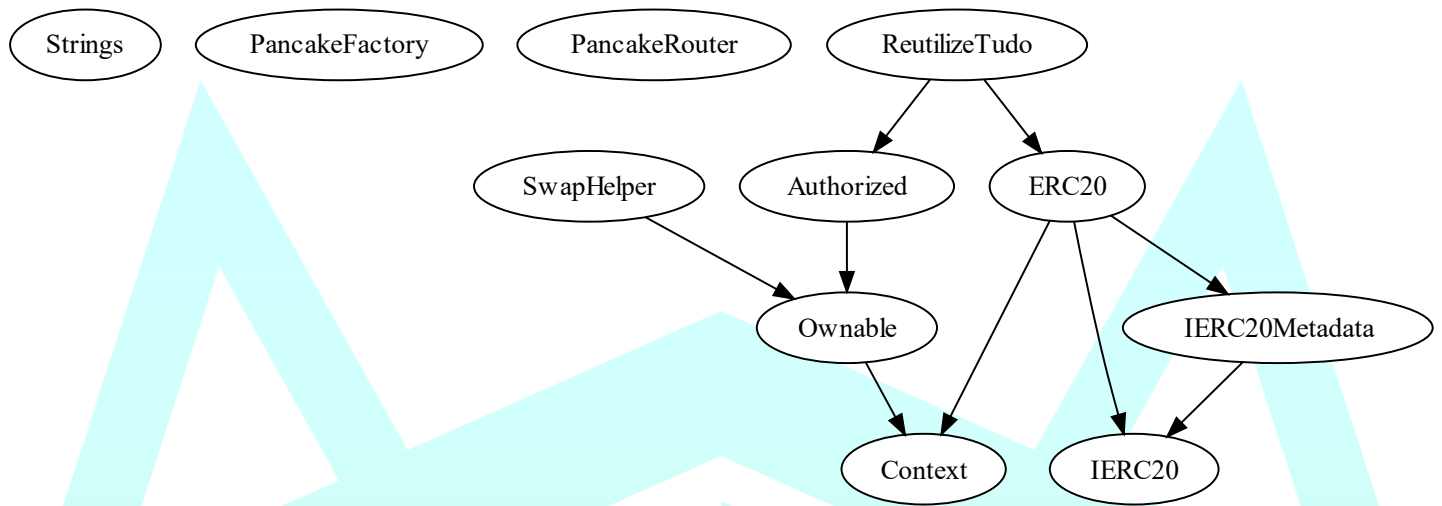 Strings
PancakeFactory
PancakeRouter
ReutilizeTudo
SwapHelper
Authorized
ERC20
Ownable
IERC20Metadata
Context
IERC20